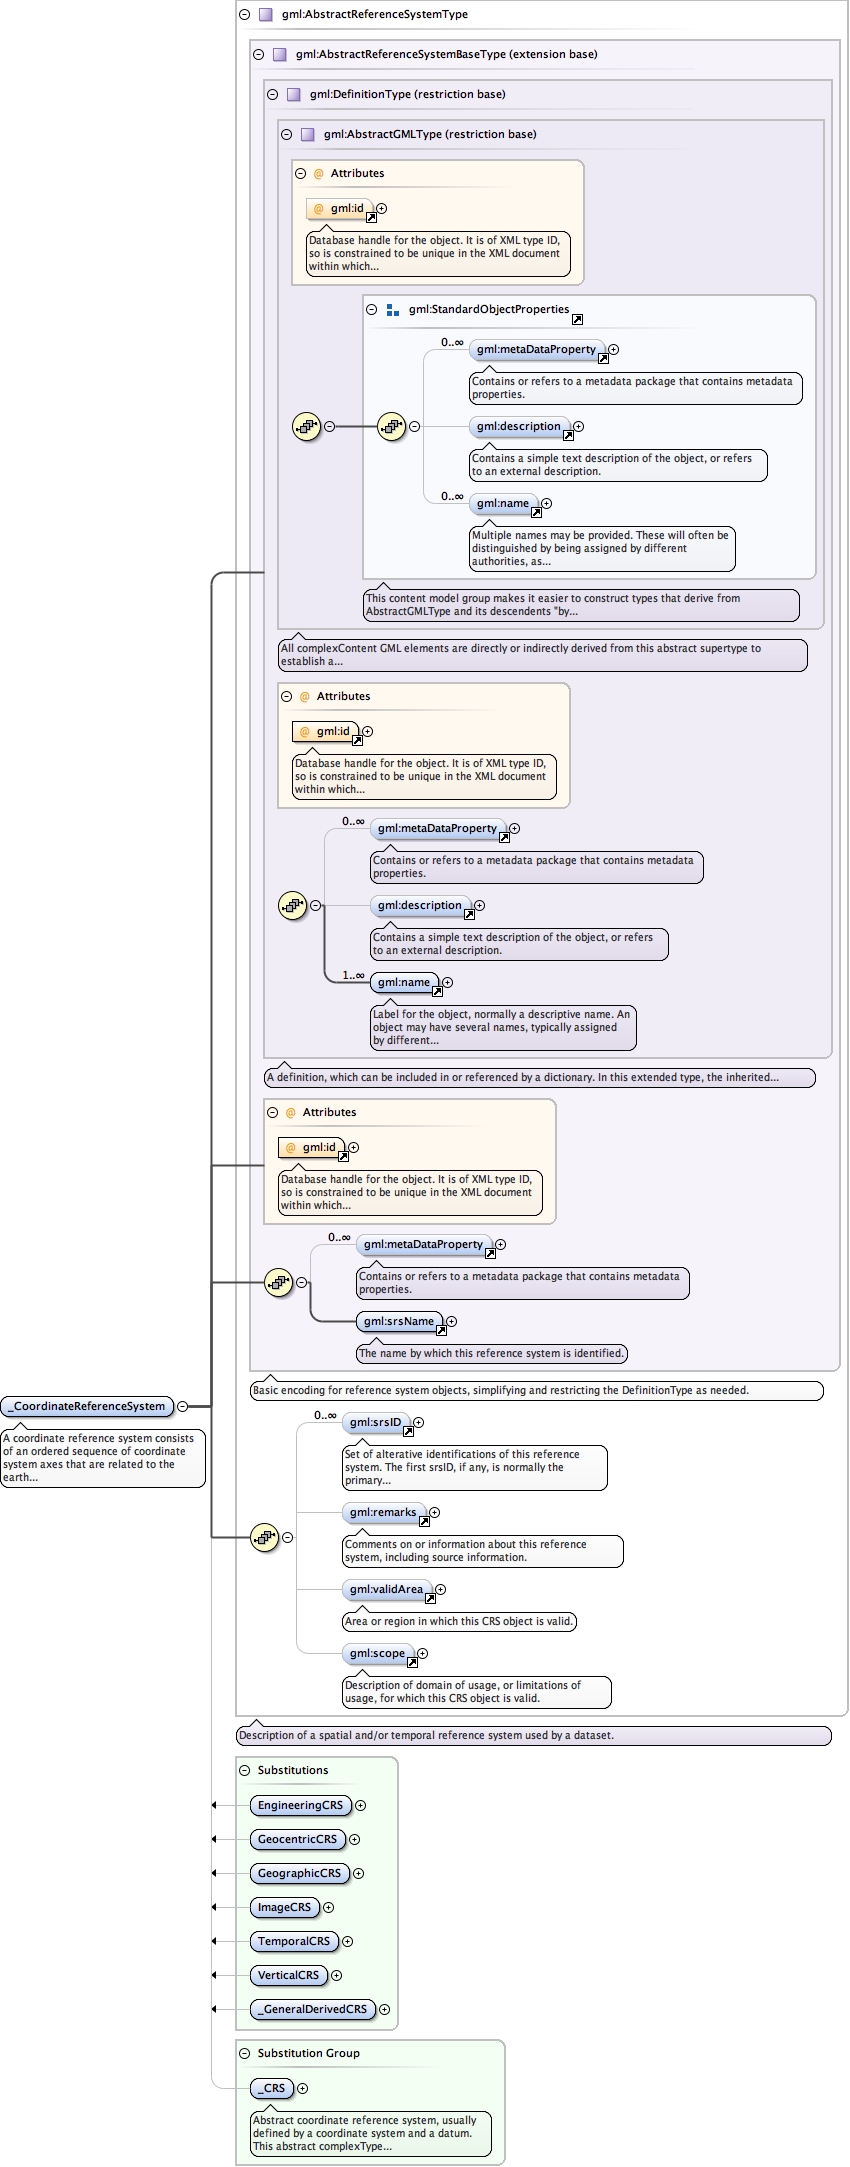 gml:AbstractReferenceSystemType
gml:AbstractReferenceSystemBaseType (extension base)
gml:DefinitionType (restriction base)
gml:AbstractGMLType (restriction base)
@ Attributes
@ gml:id
Database handle for the object. It is of XML type ID,
so is constrained to be unique in the XML document
within which...
gml:StandardObjectProperties
0..∞
gml:metaDataProperty
Contains or refers to a metadata package that contains metadata
properties.
gml:description
Contains a simple text description of the object, or refers
to an external description.
0..∞
gml:name
Multiple names may be provided. These will often be
distinguished by being assigned by different
authorities, as...
This content model group makes it easier to construct types that derive from
AbstractGMLType and its descendents "by...
All complexContent GML elements are directly or indirectly derived from this abstract supertype to
establish a...
@ Attributes
@ gml:id
Database handle for the object. It is of XML type ID,
so is constrained to be unique in the XML document
within which...
0..∞
gml:metaDataProperty
Contains or refers to a metadata package that contains metadata
properties.
gml:description
Contains a simple text description of the object, or refers
to an external description.
1..∞
gml:name
Label for the object, normally a descriptive name. An
object may have several names, typically assigned
by different...
A definition, which can be included in or referenced by a dictionary. In this extended type, the inherited...
@ Attributes
@ gml:id
Database handle for the object. It is of XML type ID,
so is constrained to be unique in the XML document
within which...
0..∞
gml:metaDataProperty
Contains or refers to a metadata package that contains metadata
properties.
gml:srsName
The name by which this reference system is identified.
Basic encoding for reference system objects, simplifying and restricting the DefinitionType as needed.
_CoordinateReferenceSystem
A coordinate reference system consists
of an ordered sequence of coordinate
system axes that are related to the
earth...
0..∞
gml:srsID
Set of alterative identifications of this reference
system. The first srsID, if any, is normally the
primary...
gml:remarks
Comments on or information about this reference
system, including source information.
gml:validArea
Area or region in which this CRS object is valid.
gml:scope
Description of domain of usage, or limitations of
usage, for which this CRS object is valid.
Description of a spatial and/or temporal reference system used by a dataset.
Substitutions
EngineeringCRS
GeocentricCRS
GeographicCRS
ImageCRS
TemporalCRS
VerticalCRS
_GeneralDerivedCRS
Substitution Group
_CRS
Abstract coordinate reference system, usually
defined by a coordinate system and a datum.
This abstract complexType...